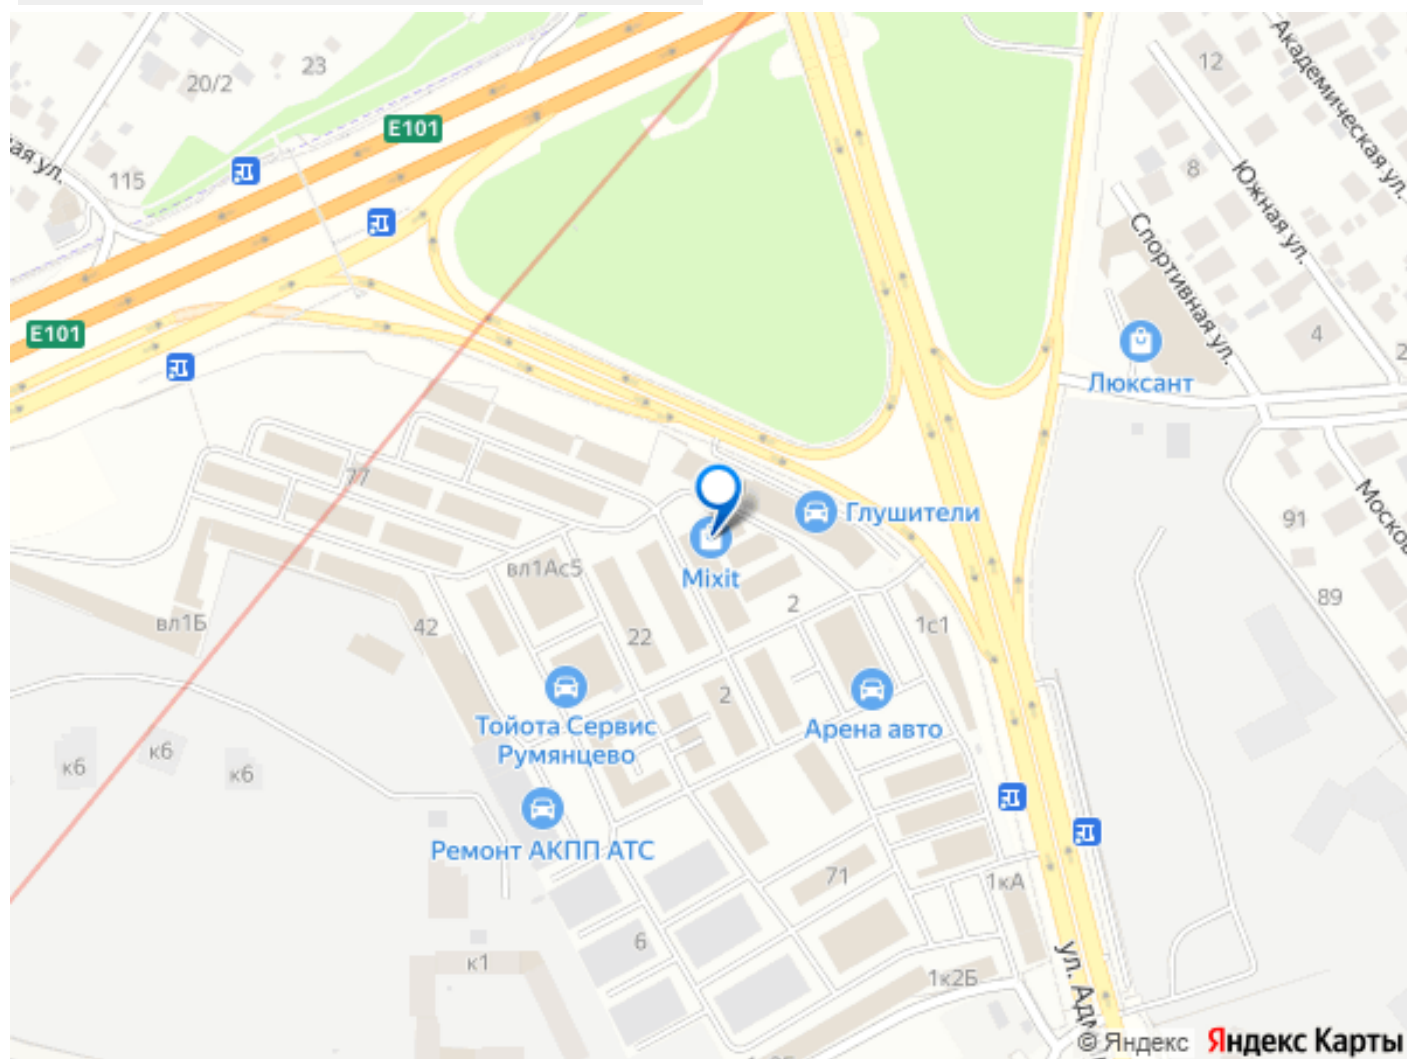 23
20/2
E101
ая ул.
115
E101
12
Академическая ул.
8
Южная ул.
Спортивная ул.
4
2
Люксант
77
Глушители
91
Москов
89
вл1Ас5
Mixit
2
вл1Б
42
22
1с1
2
Тойота Сервис
Румянцево
Арена авто
к6
к6
к6
Ремонт АКПП АТС
71
1кА
6
к1
1к2Б
ул. Адм
© Яндекс Яндекс Карты